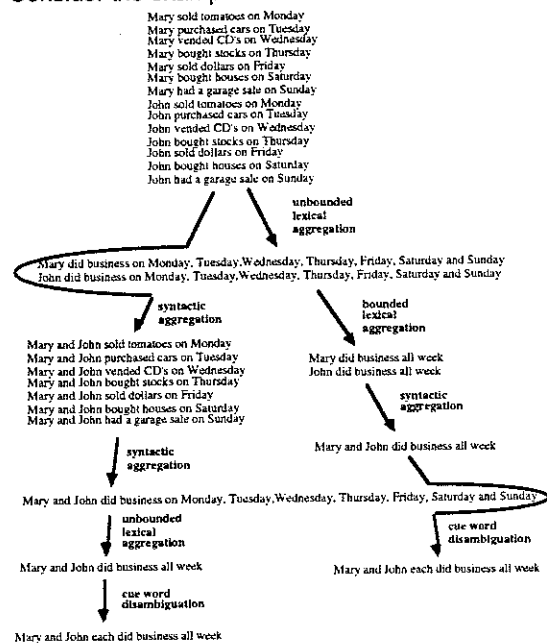 Mary sold tomatoes on Monday
Mary purchased cars on Tuesday
Mary vended CD's on Wednesday
Mary bought stocks on Thursday
Mary sold dollars on Friday
Mary bought houses on Saturday
Mary had a garage sale on Sunday
John sold tomatoes on Monday
John purchased cars on Tuesday
John vended CD's on Wednesday
John bought stocks on Thursday
John sold dollars on Friday
John bought houses on Saturday
John had a garage sale on Sunday
unbounded
lexical
aggregation
Mary did business on Monday, Tuesday,Wednesday, Thursday, Friday, Saturday and Sunday
John did business on Monday, Tuesday,Wednesday, Thursday, Friday, Saturday and Sunday
syntactic
aggregation
bounded
lexical
aggregation
Mary and John sold tomatoes on Monday
Mary and John purchased cars on Tuesday
Mary and John vended CD's on Wednesday
Mary and John bought stocks on Thursday
Mary and John sold dollars on Friday
Mary and John bought houses on Saturday
Mary and John had a garage sale on Sunday
Mary did business all week
John did business all week
syntactic
aggregation
Mary and John did business all week
syntactic
aggregation
Mary and John did business on Monday, Tuesday,Wednesday, Thursday, Friday, Saturday and Sunday
unbounded
lexical
aggregation
cue word
disambiguation
Mary and John did business all week
Mary and John each did business all week
cue word
disambiguation
Mary and John each did business all week